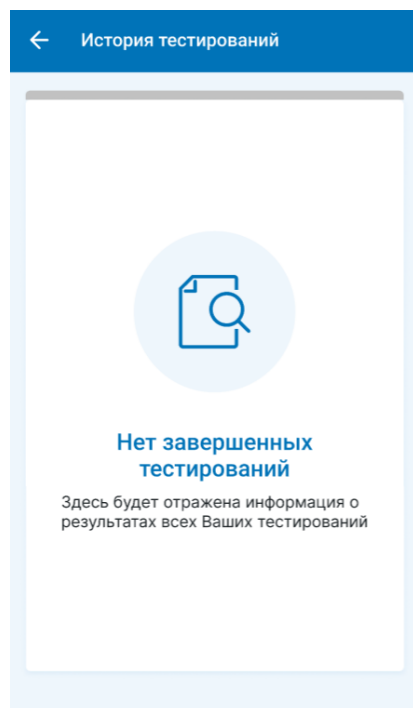 История тестирований
Нет завершенных
тестирований
Здесь будет отражена информация о
результатах всех Ваших тестирований